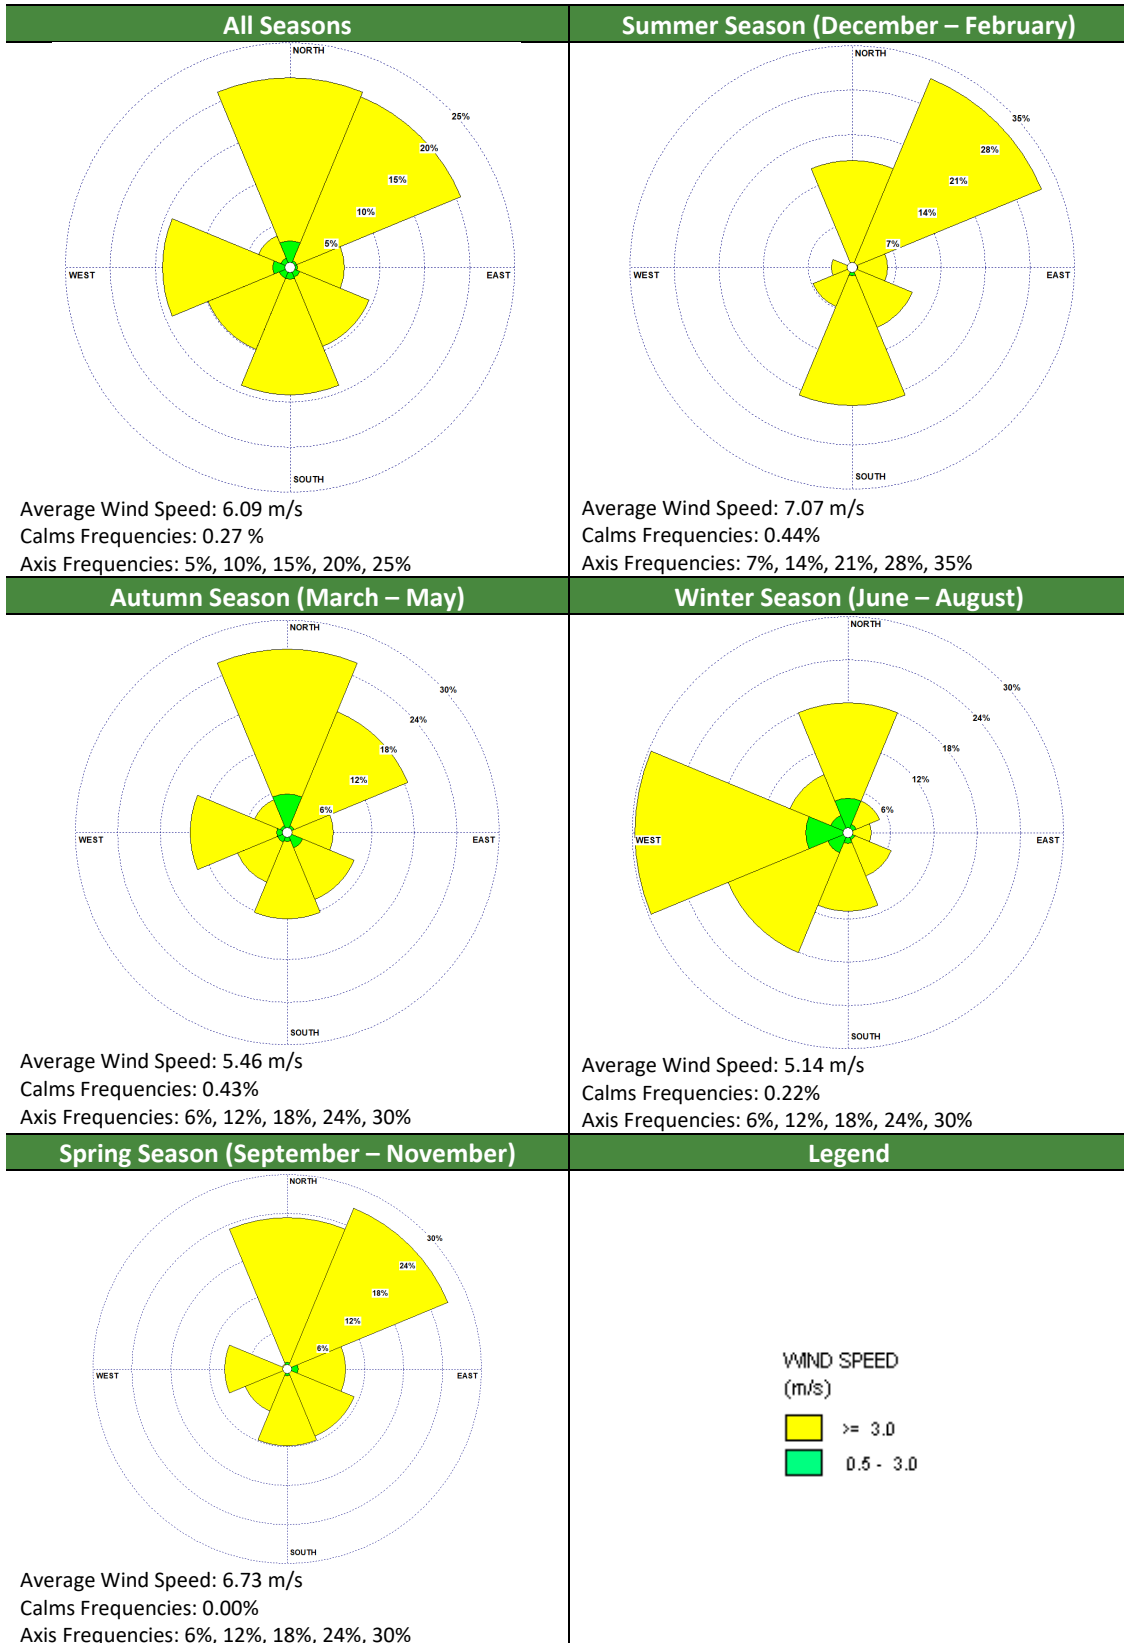 All Seasons
NORTH
25%
20%
15%
10%
5%
WEST
EAST
SOUTH
Average Wind Speed: 6.09 m/s
Calms Frequencies: 0.27 %
Axis Frequencies: 5%, 10%, 15%, 20%, 25%
Summer Season (December – February)
NORTH
35%
28%
21%
14%
7%
WEST
EAST
SOUTH
Average Wind Speed: 7.07 m/s
Calms Frequencies: 0.44%
Axis Frequencies: 7%, 14%, 21%, 28%, 35%
Autumn Season (March – May)
NORTH
30%
24%
18%
12%
6%
WEST
EAST
SOUTH
Average Wind Speed: 5.46 m/s
Calms Frequencies: 0.43%
Axis Frequencies: 6%, 12%, 18%, 24%, 30%
Winter Season (June – August)
NORTH
30%
24%
18%
12%
6%
WEST
EAST
SOUTH
Average Wind Speed: 5.14 m/s
Calms Frequencies: 0.22%
Axis Frequencies: 6%, 12%, 18%, 24%, 30%
Spring Season (September – November)
NORTH
30%
24%
18%
12%
6%
WEST
EAST
SOUTH
Average Wind Speed: 6.73 m/s
Calms Frequencies: 0.00%
Axis Frequencies: 6%, 12%, 18%, 24%, 30%
Legend
WIND SPEED
(m/s)
>= 3.0
0.5 - 3.0